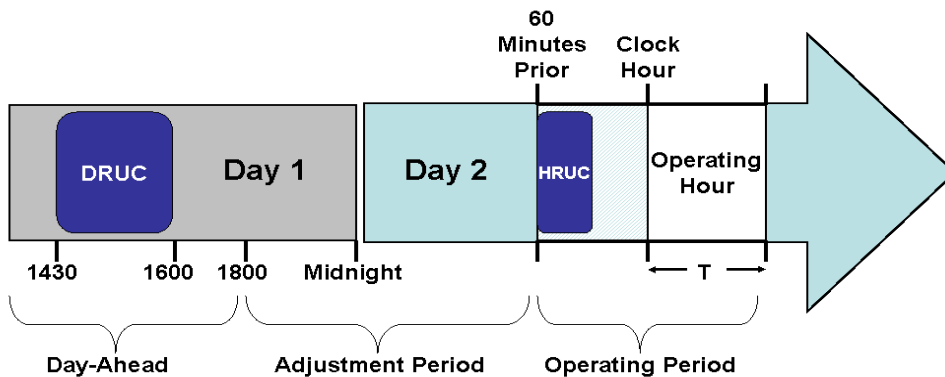 60
Minutes
Prior
Clock
Hour
DRUC
Day 1
Day 2
HRUC
Operating
Hour
1430
1600
1800
Midnight
T
Day-Ahead
Adjustment Period
Operating Period